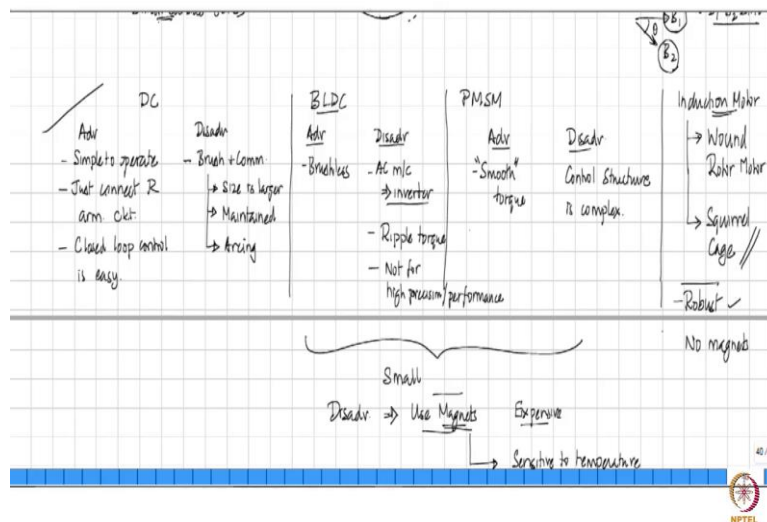 B1
θ
B2
DC
Adv
- Simple to operate
- Just connect R
arm. ckt.
- Closed loop control
is easy.
Disadv
- Brush + Comm.
→ Size is larger
→ Maintained
→ Arcing
BLDC
Adv
- Brushless
Disadv
- AC m/c
⇒ inverter
- Ripple torque
- Not for
high precision/performance
PMSM
Adv
- "Smooth"
torque
Disadv
Control structure
is complex.
Induction Motor
→ Wound
Rotor Motor
→ Squirrel
Cage
- Robust ✓
No magnets
Small
Disadv. ⇒ Use Magnets Expensive
→ Sensitive to temperature
40 /
NPTEL